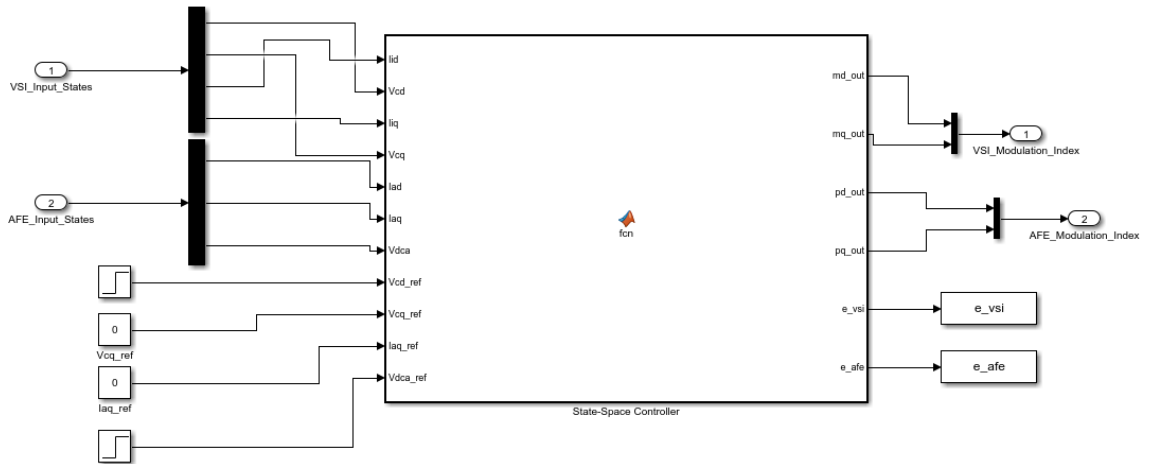 1
VSI_Input_States
2
AFE_Input_States
0
Vcq_ref
0
Iaq_ref
Iid
Vcd
Iiq
Vcq
Iad
Iaq
Vdca
Vcd_ref
Vcq_ref
Iaq_ref
Vdca_ref
fcn
md_out
mq_out
pd_out
pq_out
e_vsi
e_afe
State-Space Controller
1
VSI_Modulation_Index
2
AFE_Modulation_Index
e_vsi
e_afe